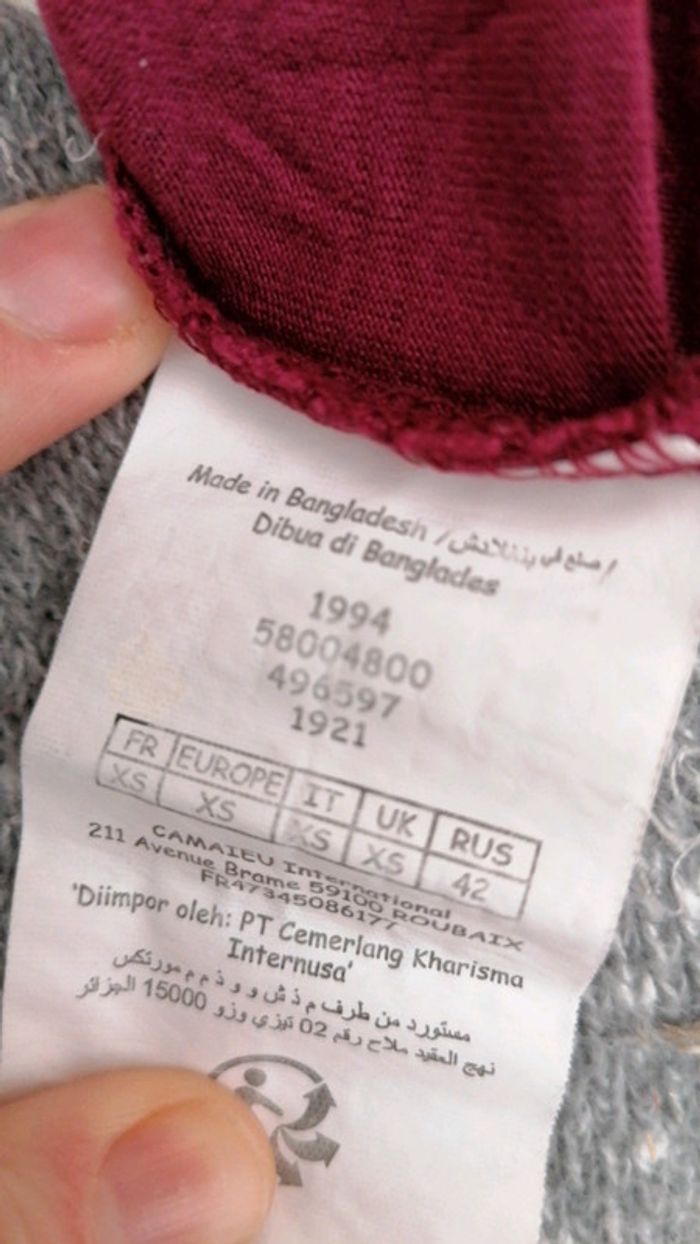 Made in Bangladesh / صنع في بنغلادش /
Dibua di Banglades
1994
58004800
496597
1921
FR EUROPE IT UK RUS
XS XS XS XS 42
CAMAIEU International
211 Avenue Brame 59100 ROUBAIX
FR47345086177
'Diimpor oleh: PT Cemerlang Kharisma
Internusa'
مستورد من طرف م ذ ش و و ذ م م مورتكس
نهج العقيد ملاح رقم 02 تيزي وزو 15000 الجزائر